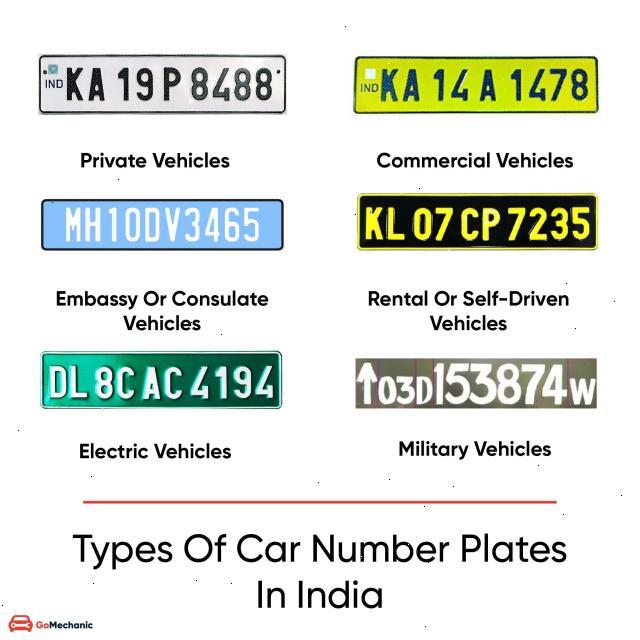 IND KA 19 P 8488
IND KA 14 A 1478
Private Vehicles
Commercial Vehicles
MH10DV3465
KL 07 CP 7235
Embassy Or Consulate
Vehicles
Rental Or Self-Driven
Vehicles
DL 8C AC 4194
↑03D153874W
Electric Vehicles
Military Vehicles
Types Of Car Number Plates
In India
GoMechanic